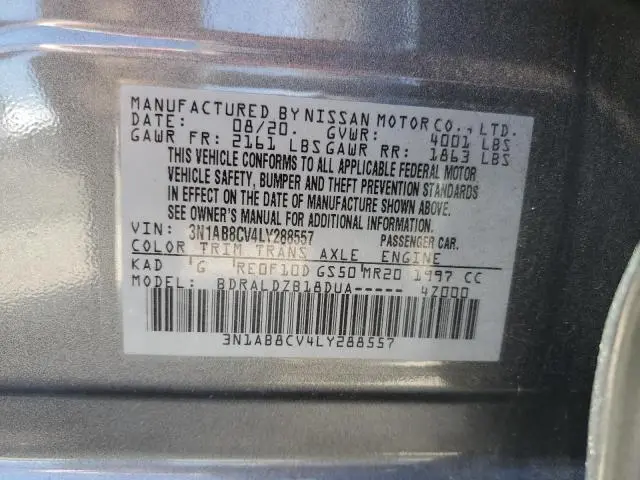 MANUFACTURED BY NISSAN MOTOR CO., LTD.
DATE: 08/20. GVWR: 4001 LBS
GAWR FR: 2161 LBS GAWR RR: 1863 LBS
THIS VEHICLE CONFORMS TO ALL APPLICABLE FEDERAL MOTOR
VEHICLE SAFETY, BUMPER AND THEFT PREVENTION STANDARDS
IN EFFECT ON THE DATE OF MANUFACTURE SHOWN ABOVE.
SEE OWNER'S MANUAL FOR ADDITIONAL INFORMATION.
VIN: 3N1AB8CV4LY288557 PASSENGER CAR.
COLOR TRIM TRANS AXLE ENGINE
KAD G RE0F10D GS50 MR20 1997 CC
MODEL: BDRALDZB18DUA----- 4Z000
3N1AB8CV4LY288557